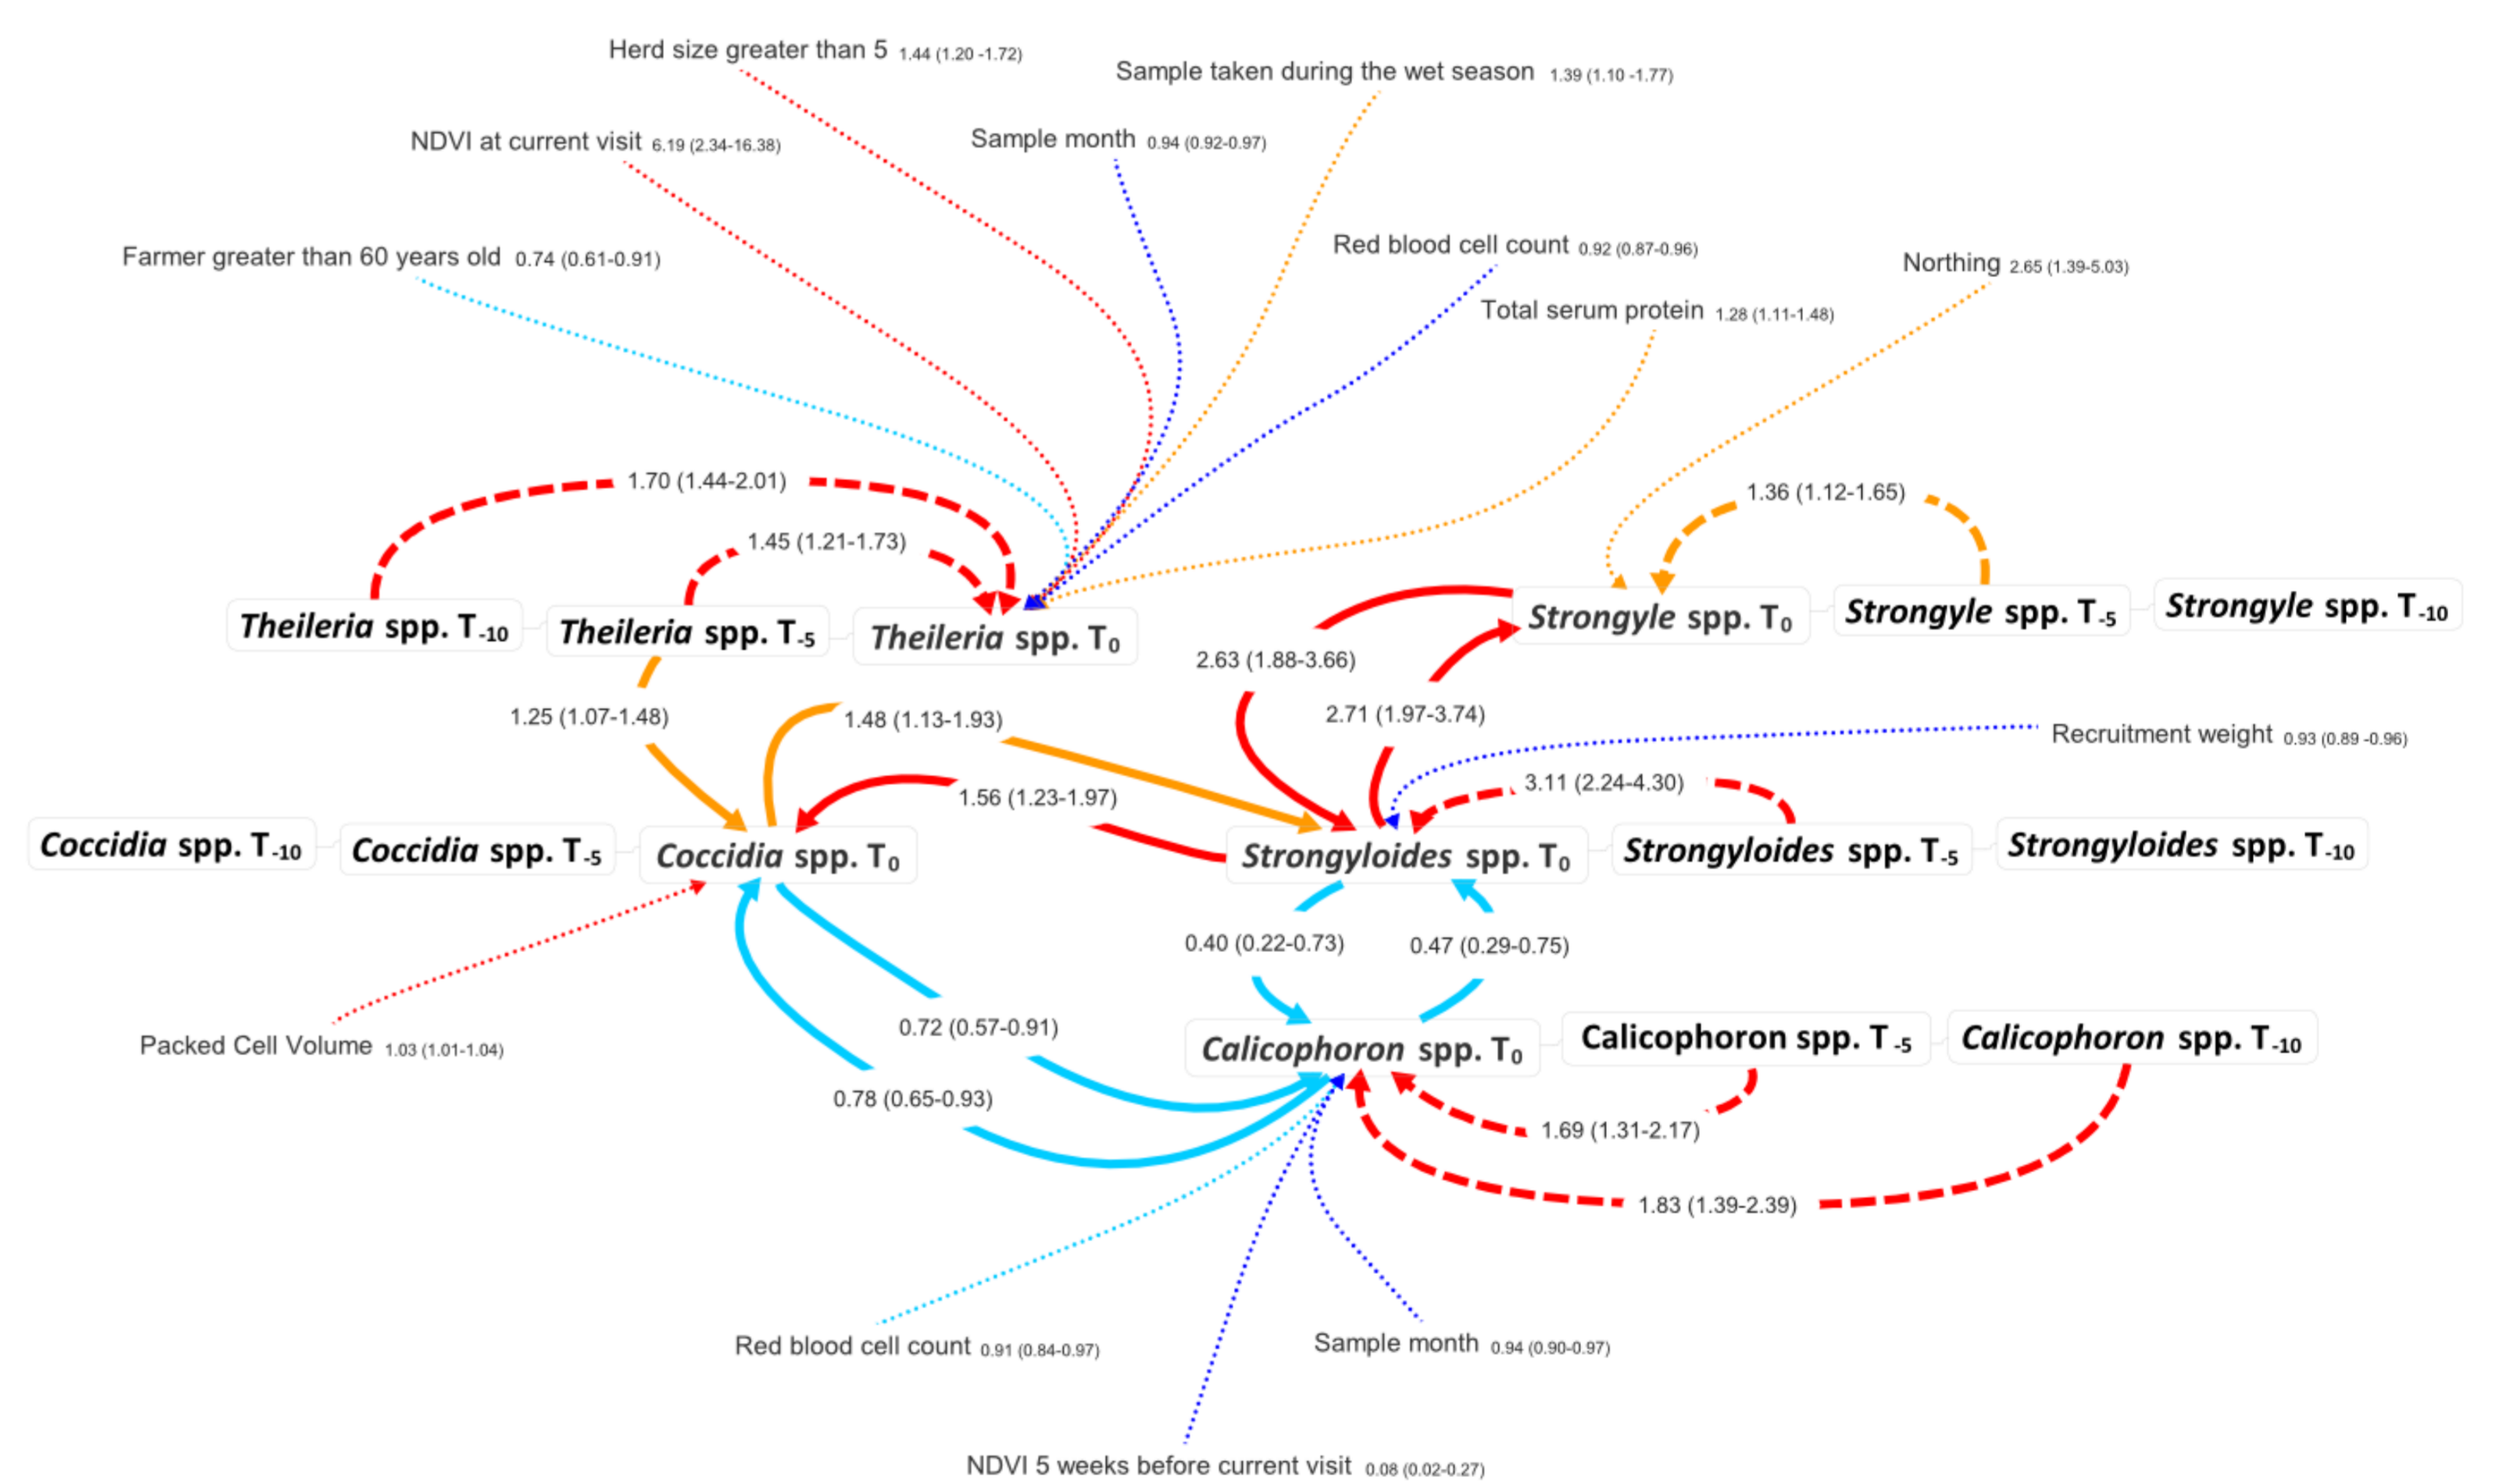 Herd size greater than 5 1.44 (1.20 -1.72)
Sample taken during the wet season 1.39 (1.10 -1.77)
NDVI at current visit 6.19 (2.34-16.38)
Sample month 0.94 (0.92-0.97)
Farmer greater than 60 years old 0.74 (0.61-0.91)
Red blood cell count 0.92 (0.87-0.96)
Northing 2.65 (1.39-5.03)
Total serum protein 1.28 (1.11-1.48)
1.70 (1.44-2.01)
1.36 (1.12-1.65)
1.45 (1.21-1.73)
Theileria spp. T-10
Theileria spp. T-5
Theileria spp. T0
Strongyle spp. T0
Strongyle spp. T-5
Strongyle spp. T-10
2.63 (1.88-3.66)
1.25 (1.07-1.48)
1.48 (1.13-1.93)
2.71 (1.97-3.74)
Recruitment weight 0.93 (0.89 -0.96)
1.56 (1.23-1.97)
3.11 (2.24-4.30)
Coccidia spp. T-10
Coccidia spp. T-5
Coccidia spp. T0
Strongyloides spp. T0
Strongyloides spp. T-5
Strongyloides spp. T-10
0.40 (0.22-0.73)
0.47 (0.29-0.75)
Packed Cell Volume 1.03 (1.01-1.04)
0.72 (0.57-0.91)
Calicophoron spp. T0
Calicophoron spp. T -5
Calicophoron spp. T-10
0.78 (0.65-0.93)
1.69 (1.31-2.17)
1.83 (1.39-2.39)
Red blood cell count 0.91 (0.84-0.97)
Sample month 0.94 (0.90-0.97)
NDVI 5 weeks before current visit 0.08 (0.02-0.27)